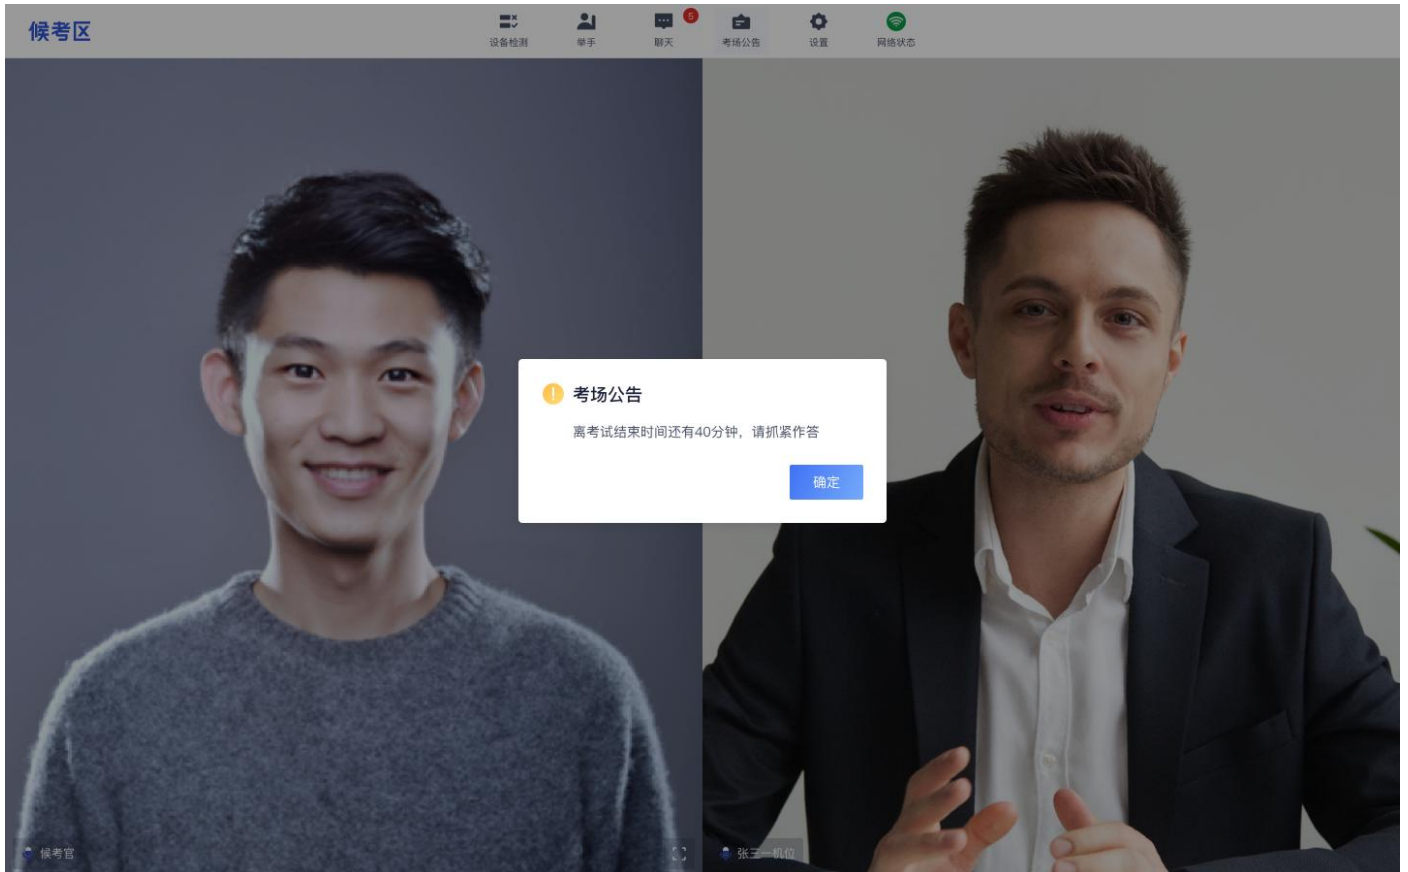 候考区
设备检测
举手
聊天
5
考场公告
设置
网络状态
考场公告
离考试结束时间还有40分钟，请抓紧作答
确定
候考官
张三一机位